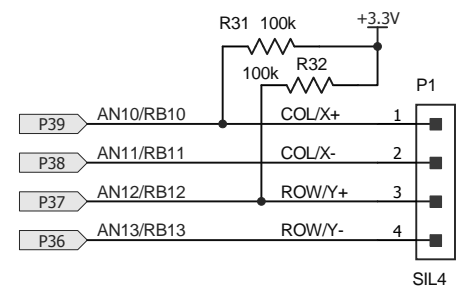 R31 100k
+3.3V
100k R32
P1
P39 AN10/RB10 COL/X+ 1
P38 AN11/RB11 COL/X- 2
P37 AN12/RB12 ROW/Y+ 3
P36 AN13/RB13 ROW/Y- 4
SIL4